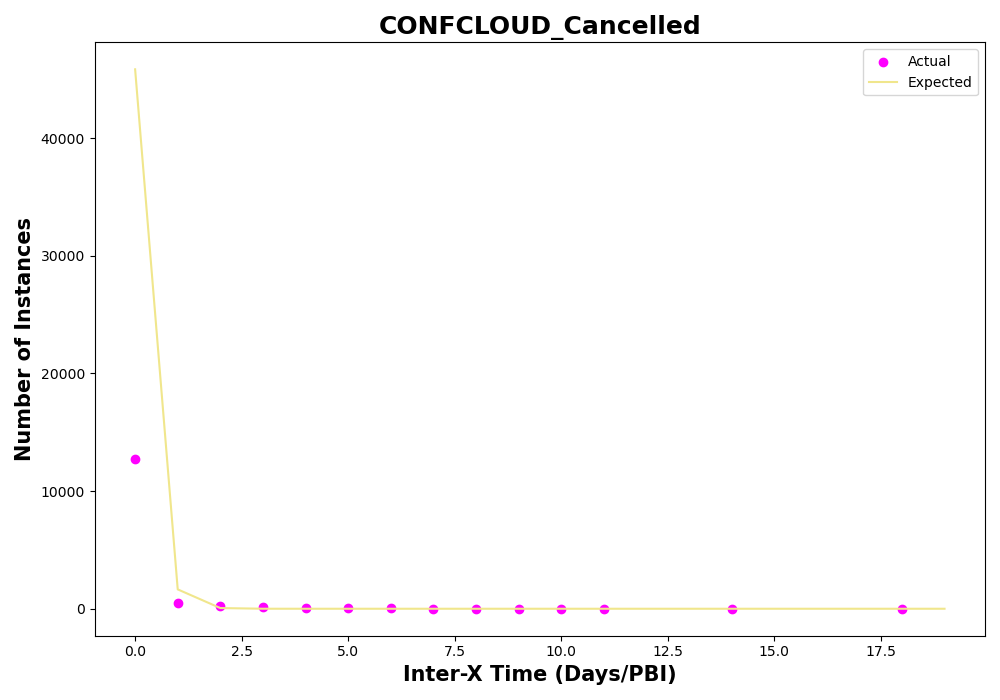 CONFCLOUD_Cancelled
Actual
Expected
Number of Instances
40000
30000
20000
10000
0
0.0 2.5 5.0 7.5 10.0 12.5 15.0 17.5
Inter-X Time (Days/PBI)